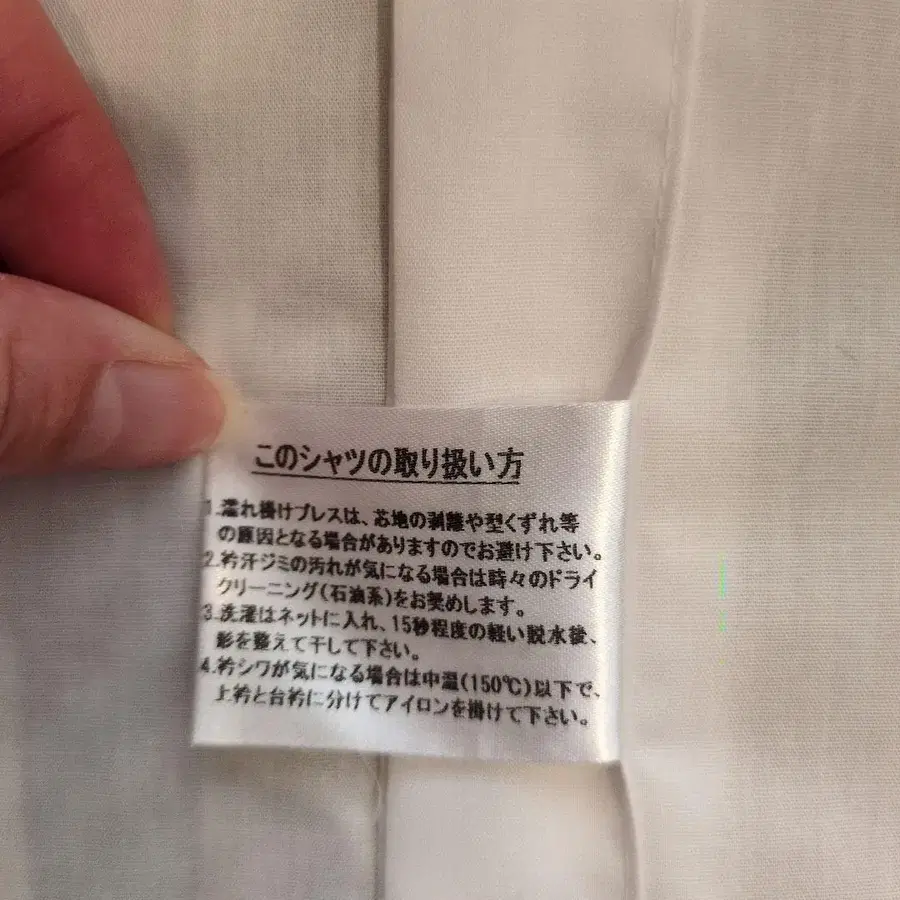 このシャツの取り扱い方
1.濡れ掛けプレスは、芯地の剥離や型くずれ等
の原因となる場合がありますのでお避け下さい。
2.衿汗ジミの汚れが気になる場合は時々のドライ
クリーニング(石油系)をお奨めします。
3.洗濯はネットに入れ、15秒程度の軽い脱水後、
形を整えて干して下さい。
4.衿シワが気になる場合は中温(150℃)以下で、
上衿と台衿に分けてアイロンを掛けて下さい。